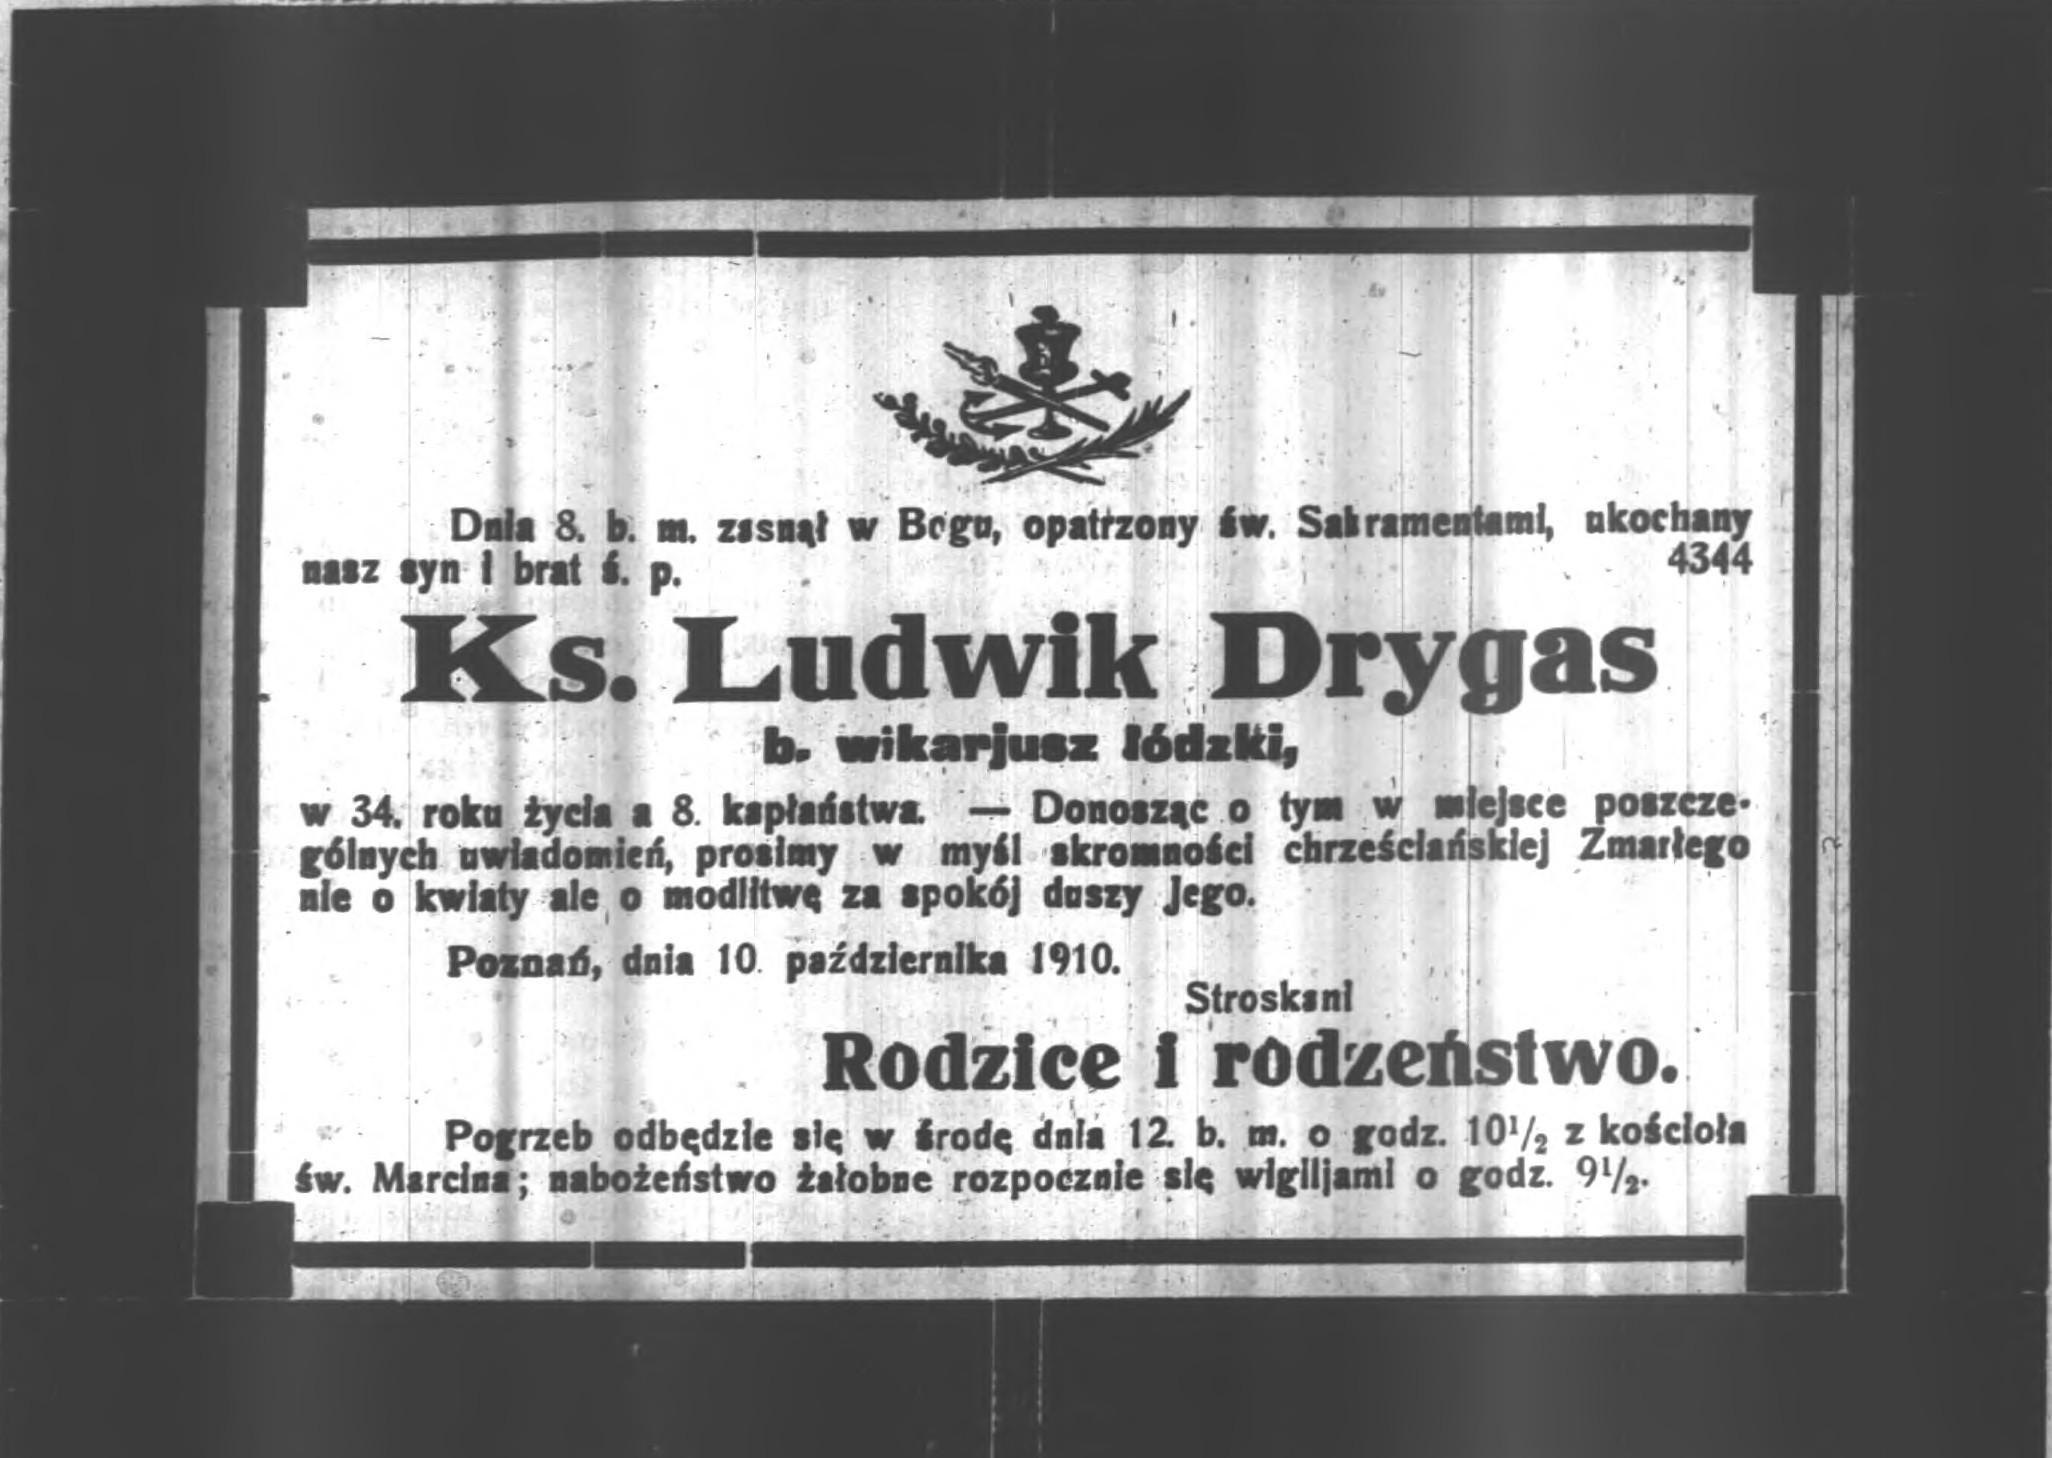 Dnia 8. b. m. zasnął w Bogu, opatrzony św. Sakramentami, ukochany
nasz syn i brat ś. p. 4344
Ks. Ludwik Drygas
b. wikarjusz łódzki,
w 34. roku życia a 8. kapłaństwa. — Donosząc o tym w miejsce poszcze-
gólnych uwiadomień, prosimy w myśl skromności chrześciańskiej Zmarłego
nie o kwiaty ale o modlitwę za spokój duszy Jego.
Poznań, dnia 10. października 1910.
Stroskani
Rodzice i rodzeństwo.
Pogrzeb odbędzie się w środę dnia 12. b. m. o godz. 10½ z kościoła
św. Marcina; nabożeństwo żałobne rozpocznie się wigiljami o godz. 9½.